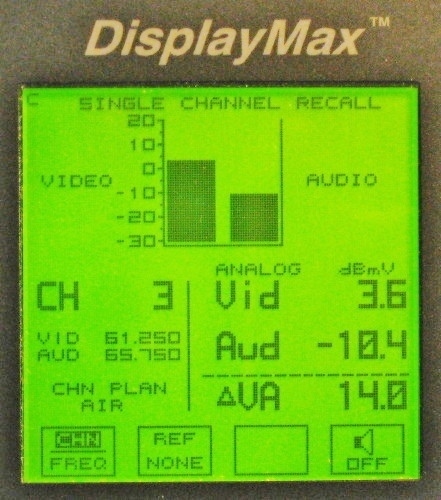 DisplayMax™
C
SINGLE CHANNEL RECALL
20
10
0
-10
-20
-30
VIDEO
AUDIO
ANALOG dBmV
CH 3
Vid 3.6
VID 61.250
AUD 65.750
Aud -10.4
CHN PLAN
AIR
ΔVA 14.0
CHN
FREQ
REF
NONE
OFF